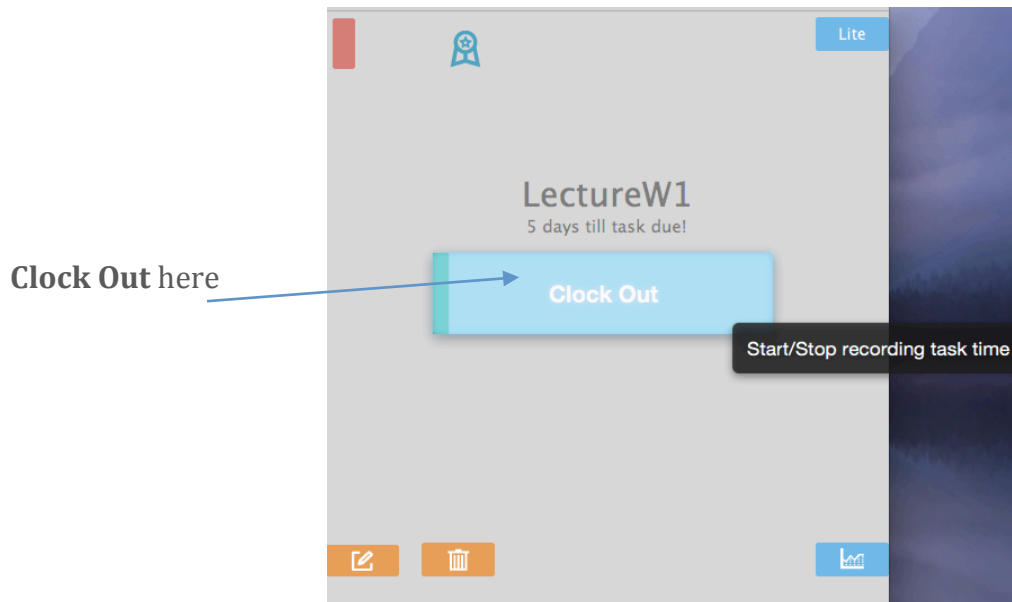 Lite
LectureW1
5 days till task due!
Clock Out here
Clock Out
Start/Stop recording task time